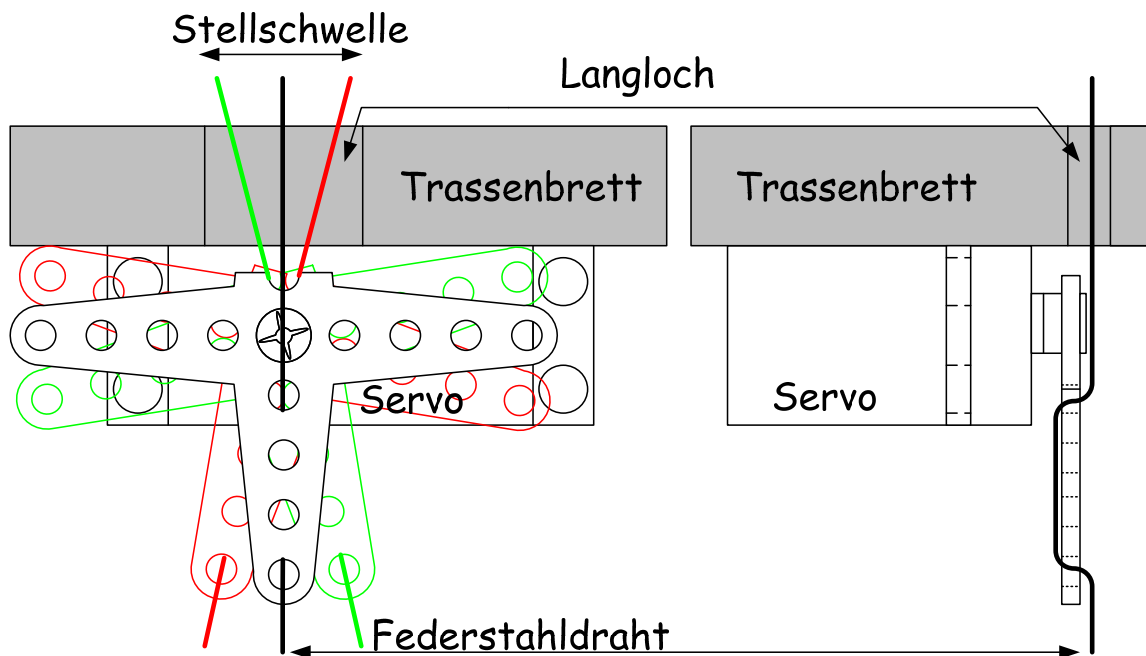 Stellschwelle
Langloch
Trassenbrett
Trassenbrett
Servo
Servo
Federstahldraht